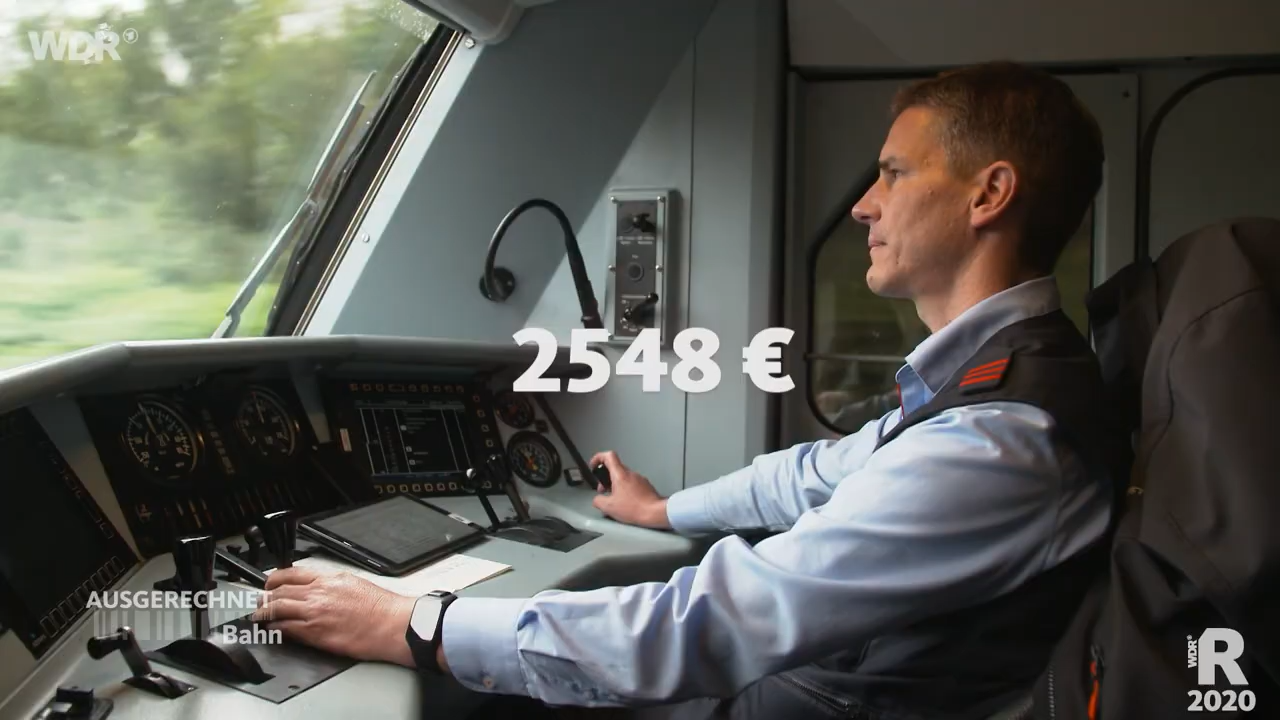 WDR
2548 €
AUSGERECHNET
Bahn
WDR
R
2020